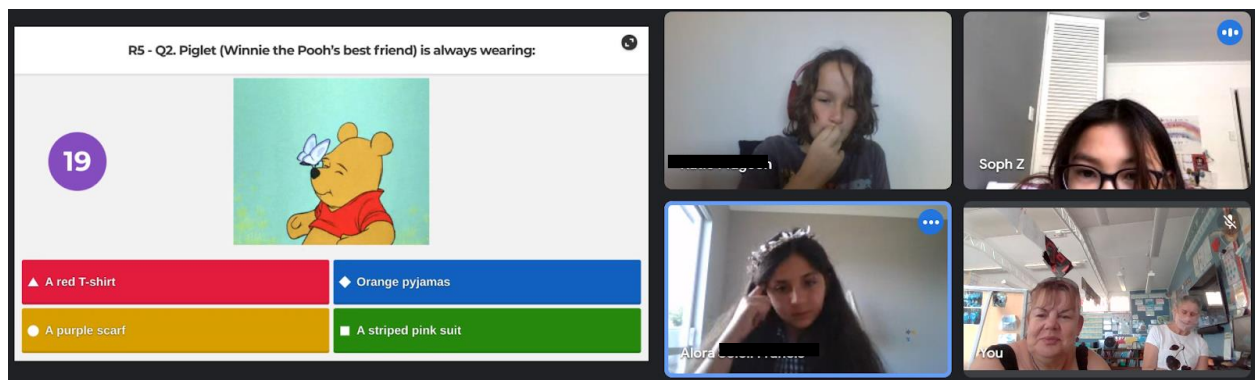 R5 - Q2. Piglet (Winnie the Pooh's best friend) is always wearing:
19
A red T-shirt
Orange pyjamas
A purple scarf
A striped pink suit
Soph Z
Alora
You